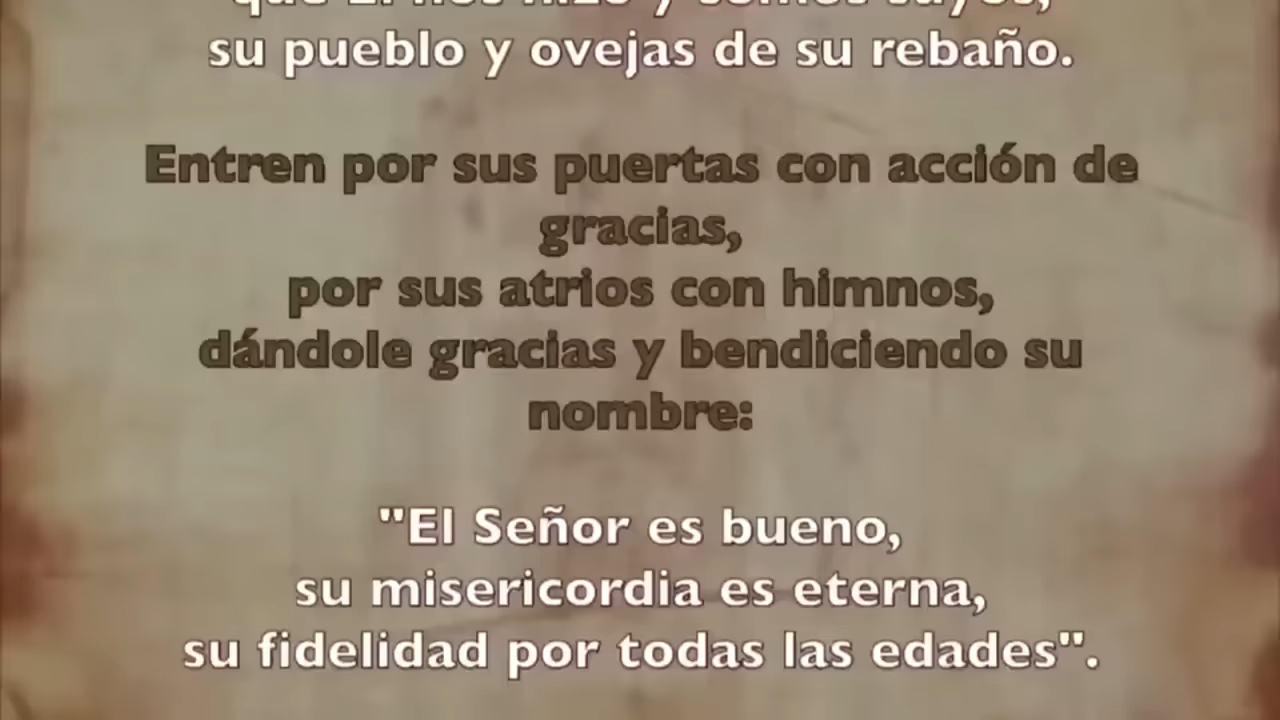 su pueblo y ovejas de su rebaño.
Entren por sus puertas con acción de
gracias,
por sus atrios con himnos,
dándole gracias y bendiciendo su
nombre:
"El Señor es bueno,
su misericordia es eterna,
su fidelidad por todas las edades".